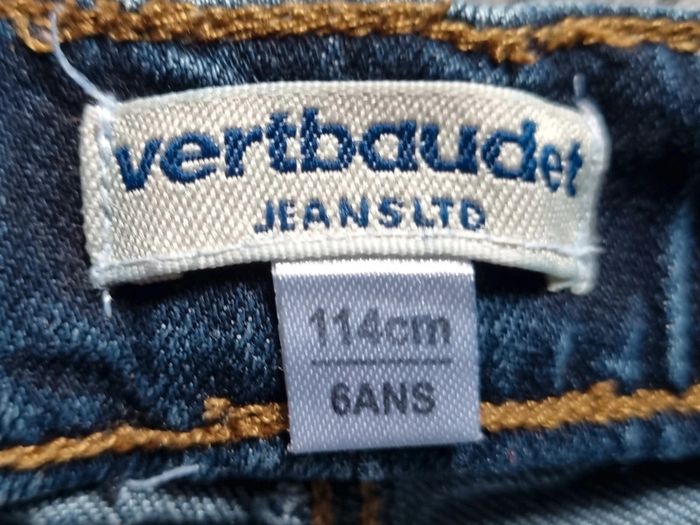 vertbaudet
JEANS LTD
114cm
6ANS